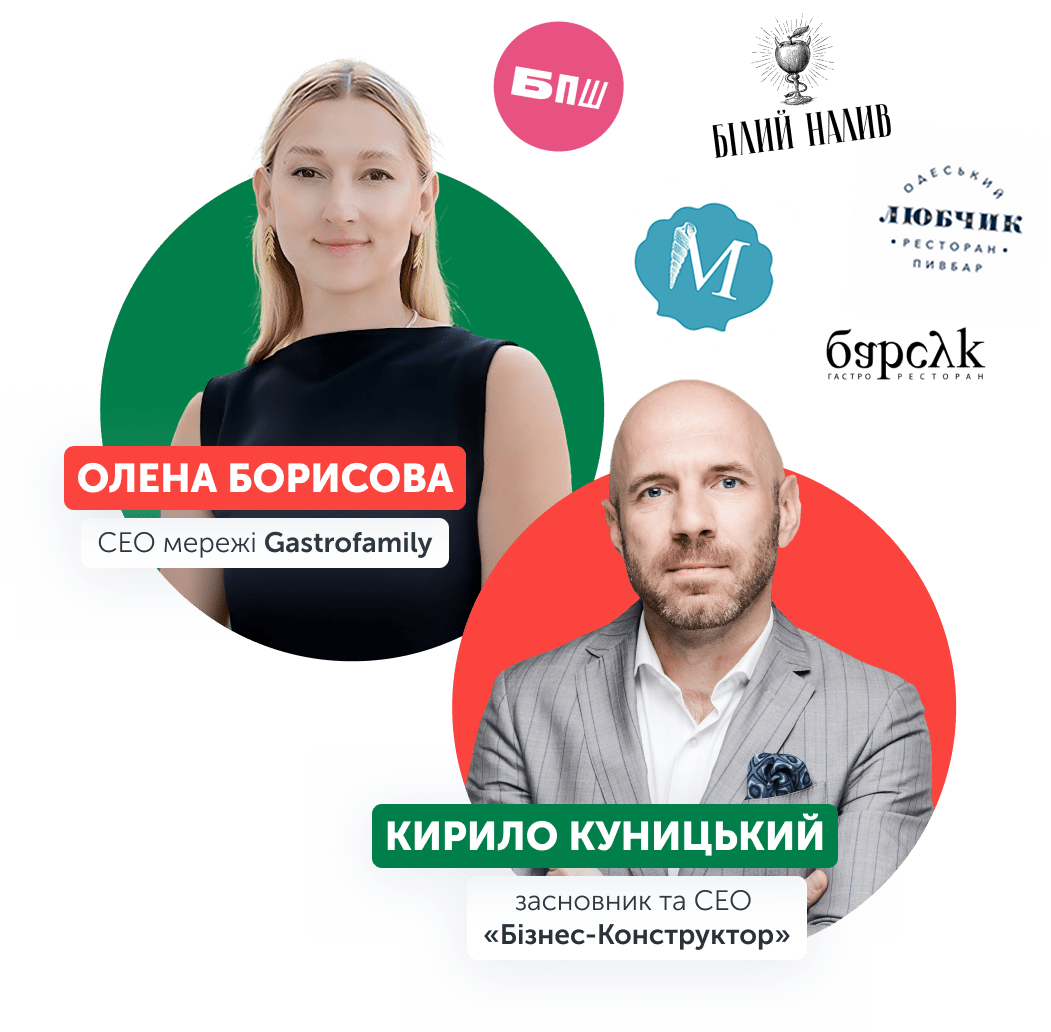 БПШ
БІЛИЙ НАЛИВ
ОДЕСЬКИЙ
ЛЮБЧИК
• РЕСТОРАН •
ПИВБАР
М
бурсѧк
ГАСТРО РЕСТОРАН
ОЛЕНА БОРИСОВА
CEO мережі Gastrofamily
КИРИЛО КУНИЦЬКИЙ
засновник та CEO
«Бізнес-Конструктор»